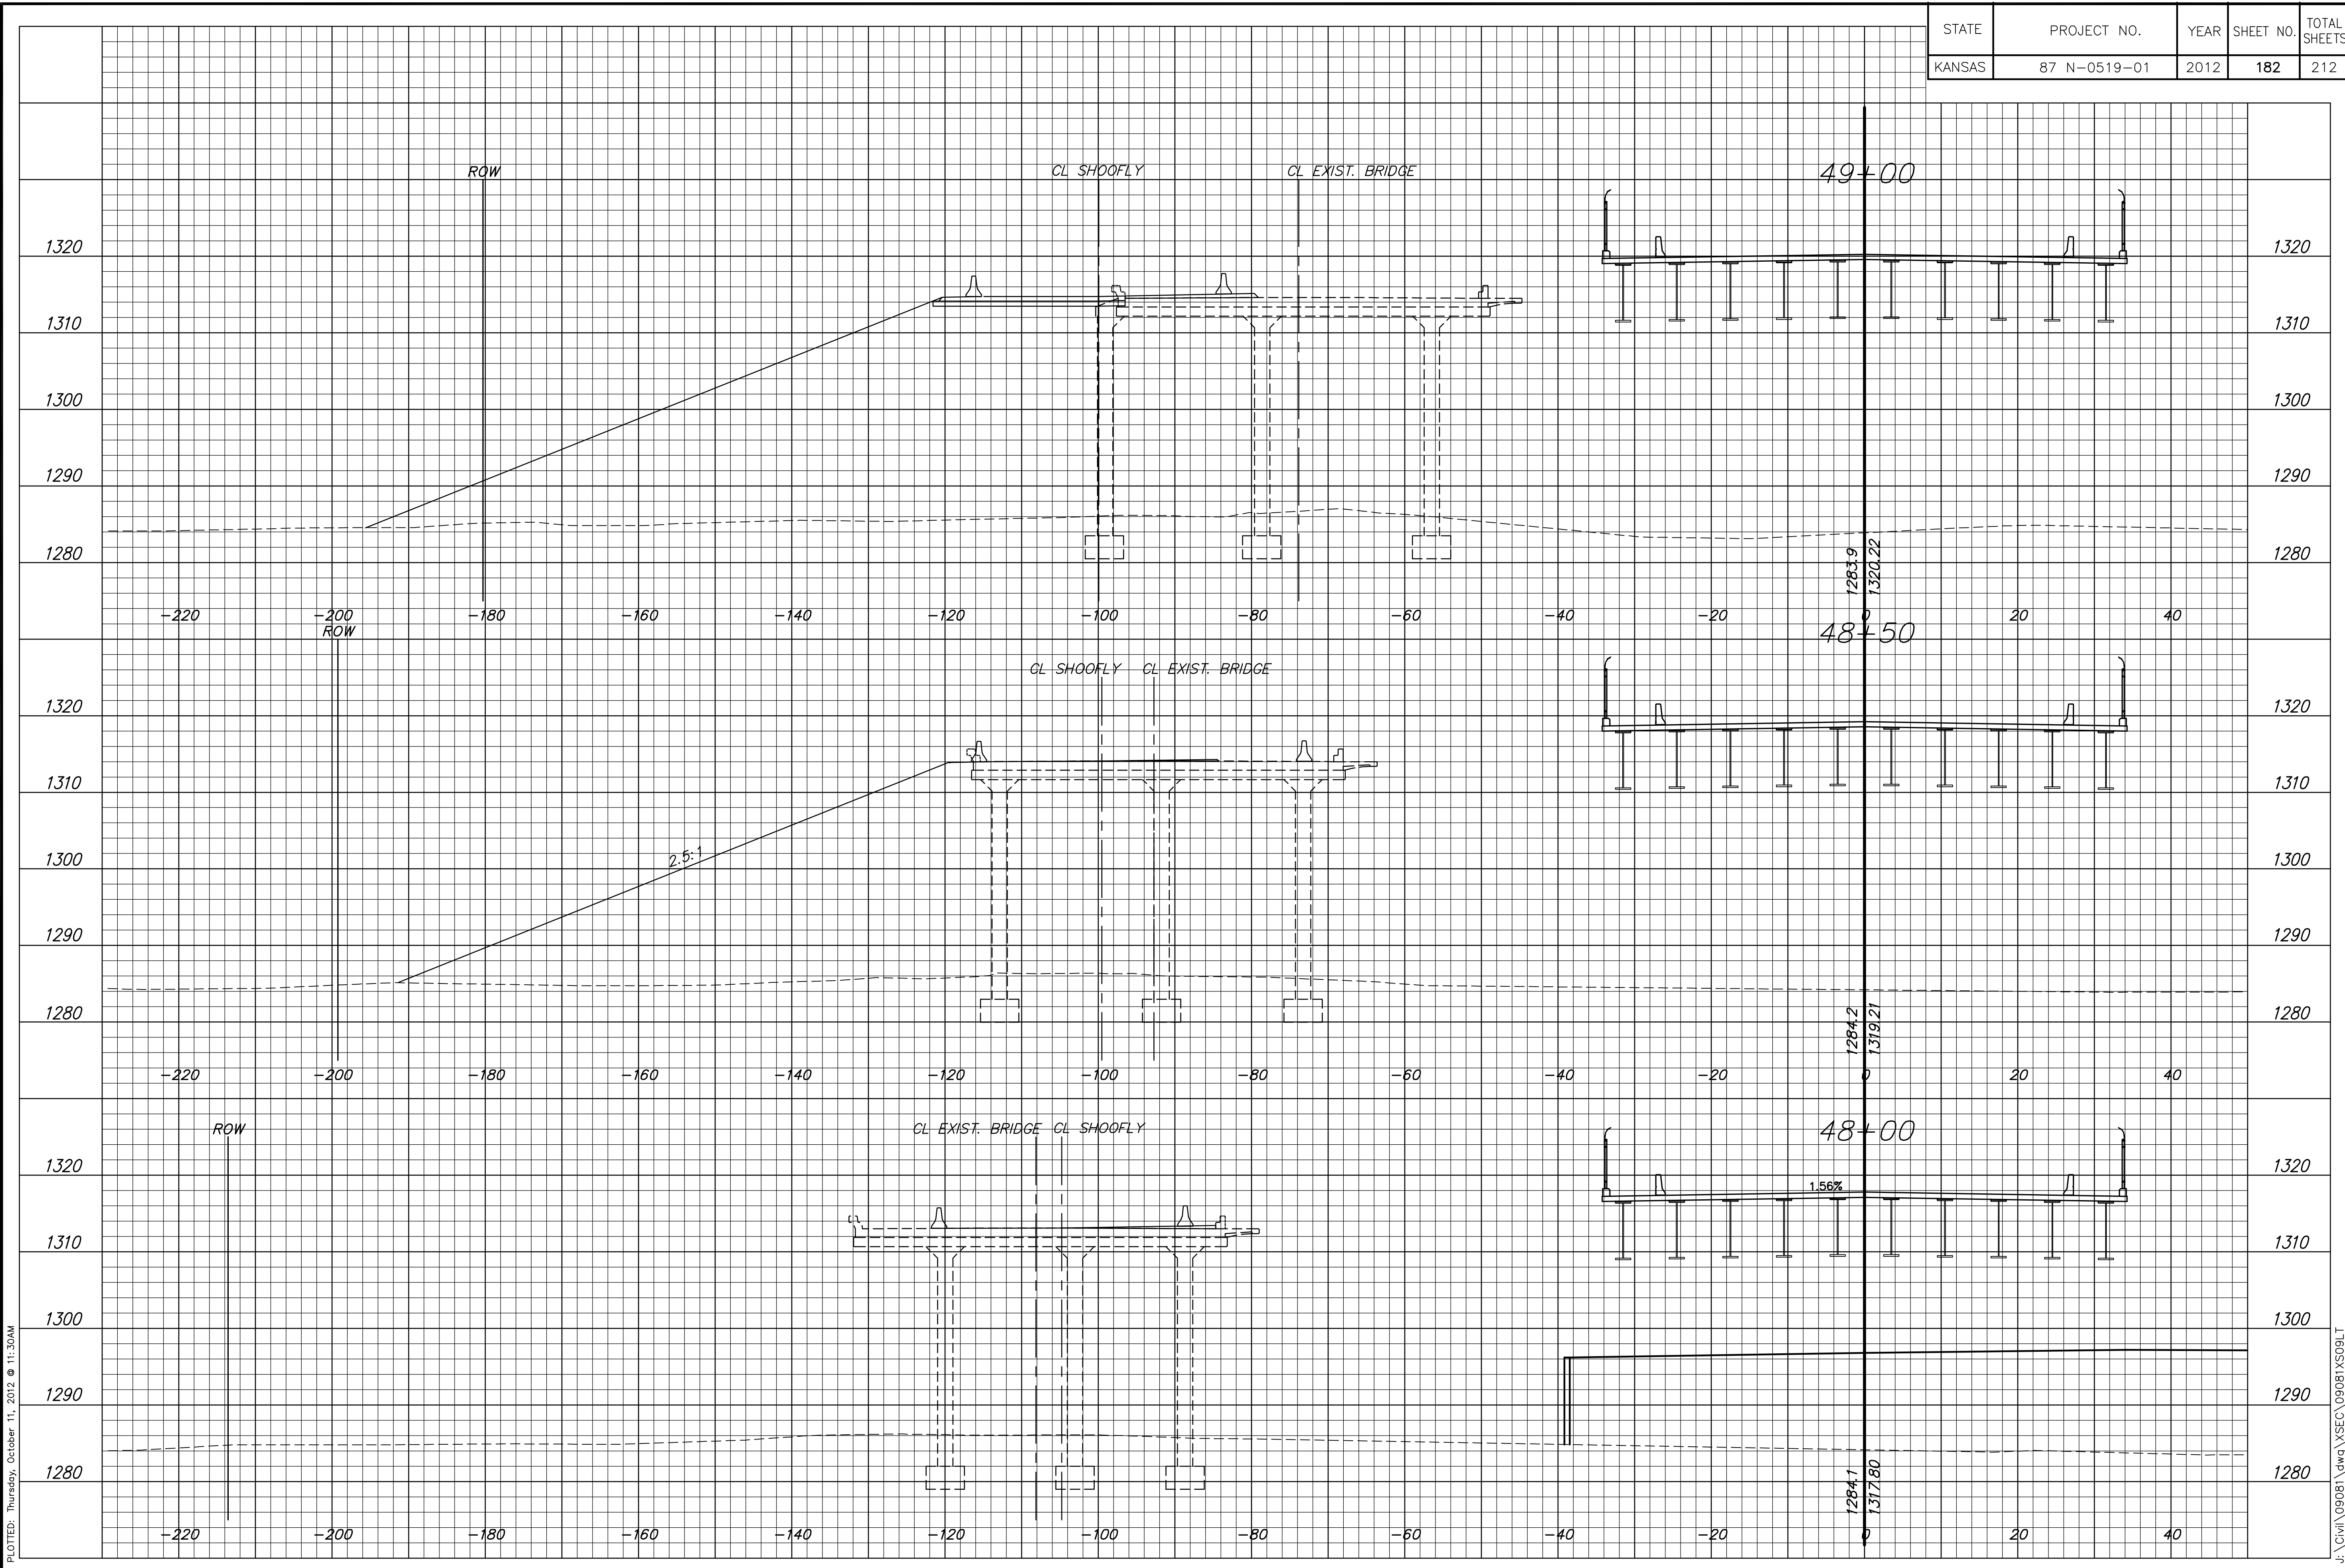 STATE PROJECT NO. YEAR SHEET NO. TOTAL SHEETS
KANSAS 87 N-0519-01 2012 182 212
ROW CL SHOOFLY CL EXIST. BRIDGE 49+00
1320 1320
1310 1310
1300 1300
1290 1290
1280 1280
1283.9
1320.22
-220 -200 -180 -160 -140 -120 -100 -80 -60 -40 -20 0 20 40
ROW 48+50
CL SHOOFLY CL EXIST. BRIDGE
1320 1320
1310 1310
2.5:1
1300 1300
1290 1290
1280 1280
1284.2
1319.21
-220 -200 -180 -160 -140 -120 -100 -80 -60 -40 -20 0 20 40
ROW CL EXIST. BRIDGE CL SHOOFLY 48+00
1320 1320
1.56%
1310 1310
1300 1300
1290 1290
1280 1280
1284.1
1317.80
-220 -200 -180 -160 -140 -120 -100 -80 -60 -40 -20 0 20 40
PLOTTED: Thursday, October 11, 2012 @ 11:30AM
J:\Civil\09081\dwg\XSEC\09081XS09LT